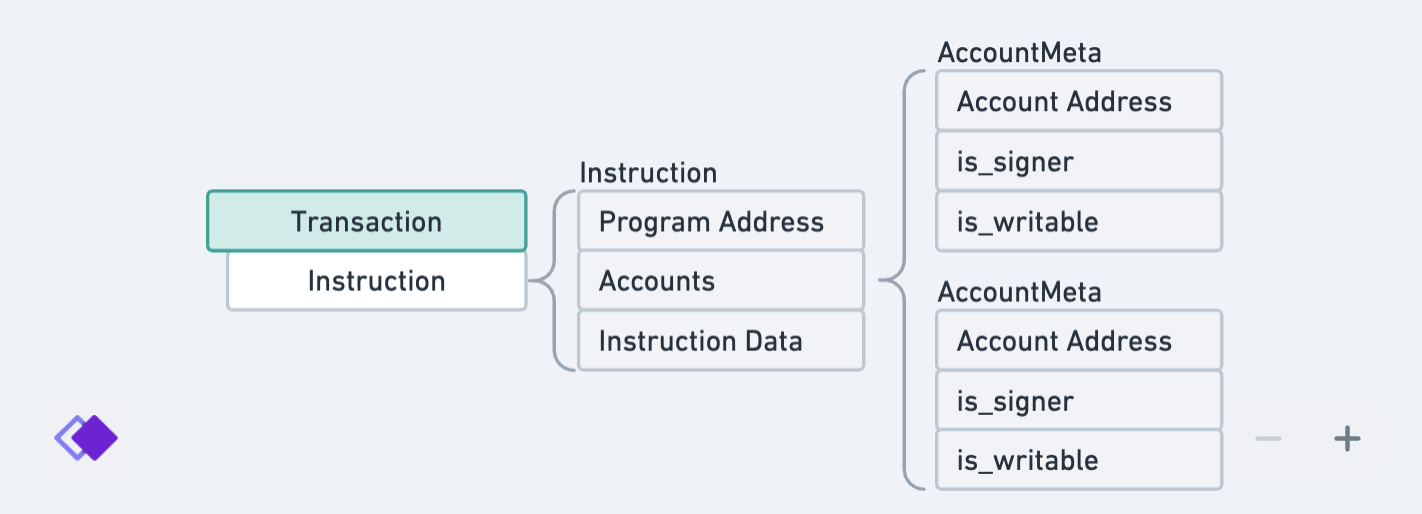 Transaction
Instruction
Instruction
Program Address
Accounts
Instruction Data
AccountMeta
Account Address
is_signer
is_writable
AccountMeta
Account Address
is_signer
is_writable